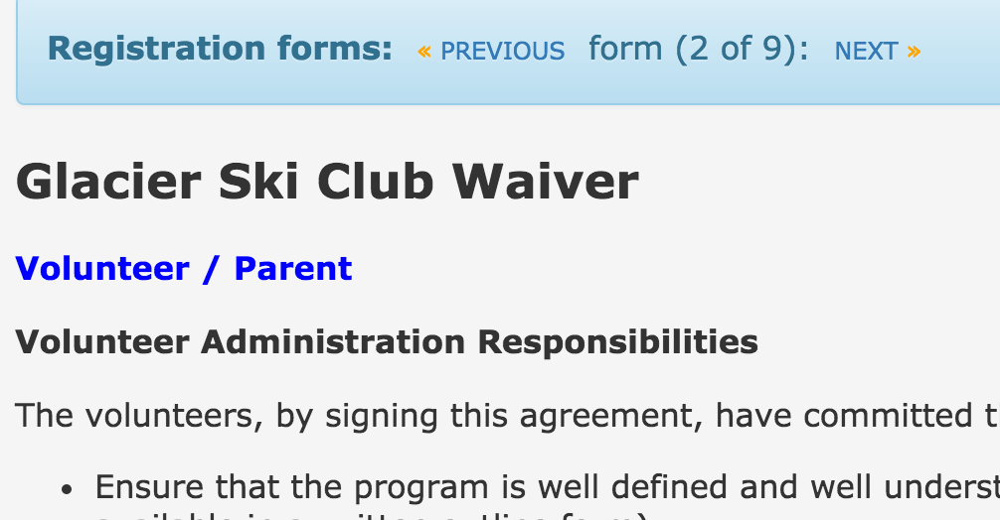 Registration forms: « PREVIOUS form (2 of 9): NEXT »
Glacier Ski Club Waiver
Volunteer / Parent
Volunteer Administration Responsibilities
The volunteers, by signing this agreement, have committed t
• Ensure that the program is well defined and well underst